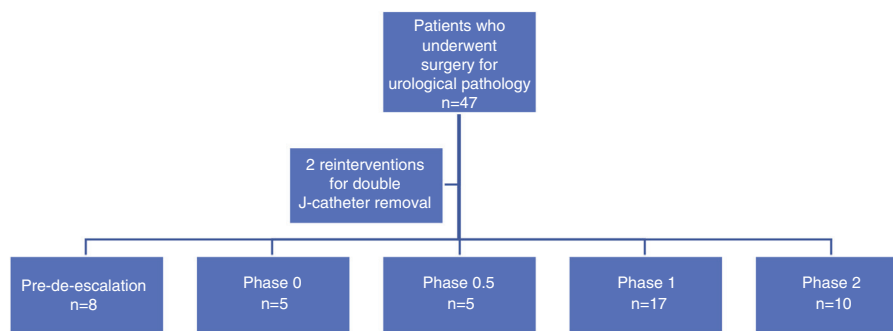 Patients who
underwent
surgery for
urological pathology
n=47
2 reinterventions
for double
J-catheter removal
Pre-de-escalation
n=8
Phase 0
n=5
Phase 0.5
n=5
Phase 1
n=17
Phase 2
n=10